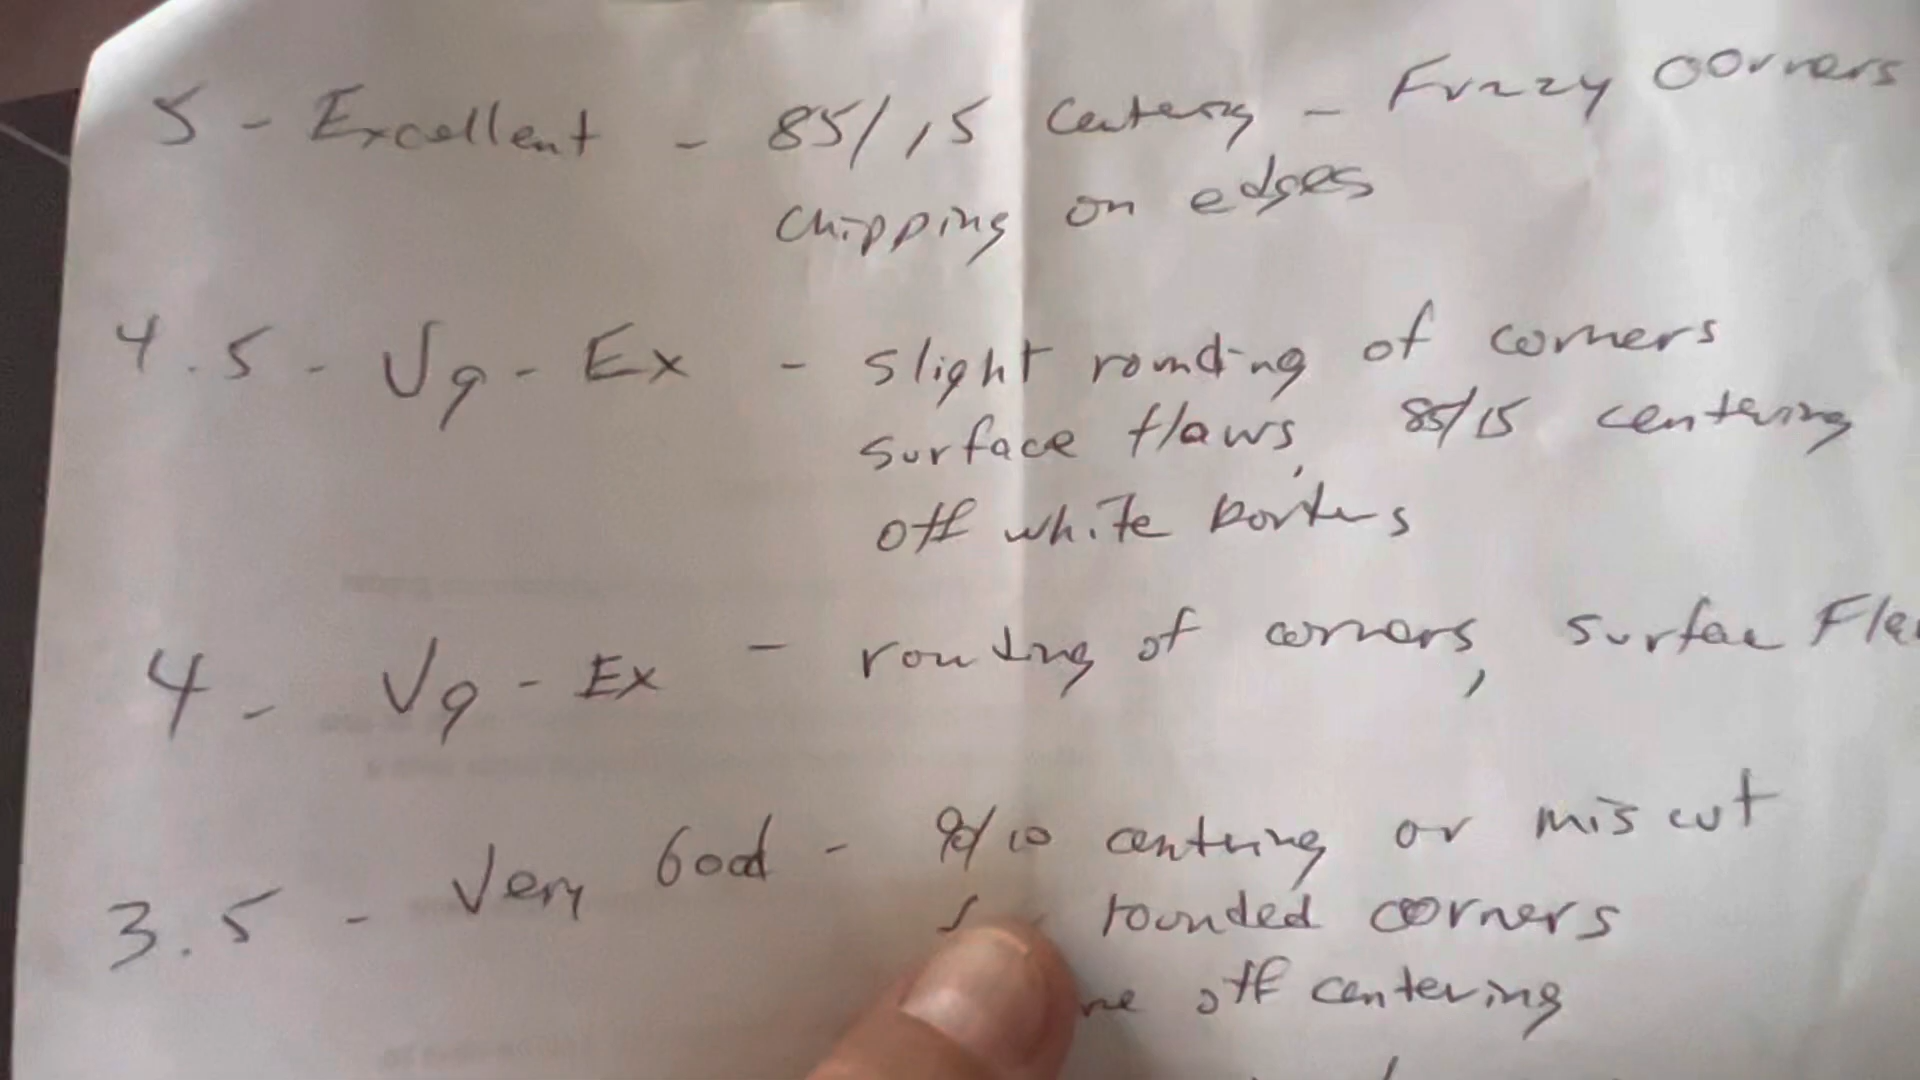 5 - Excellent - 85/15 Centering - Fuzzy corners
chipping on edges
4.5 - Vg - Ex - slight rounding of corners
surface flaws, 85/15 centering
off white borders
4 - Vg - Ex - rounding of corners, surface
3.5 - Very Good - 90/10 centering or miscut
rounded corners
off centering